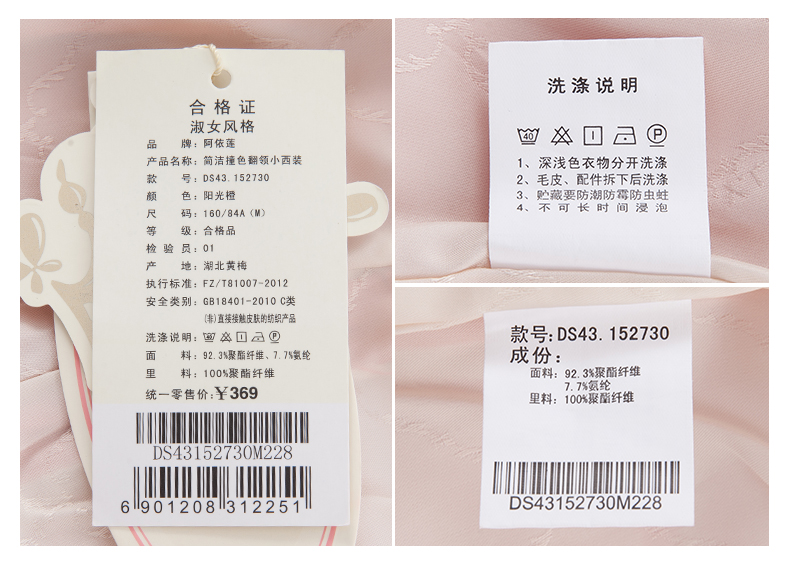 合格证
淑女风格
品 牌:阿依莲
产品名称:简洁撞色翻领小西装
款 号:DS43.152730
颜 色:阳光橙
尺 码:160/84A(M)
等 级:合格品
检 验 员:01
产 地:湖北黄梅
执行标准:FZ/T81007-2012
安全类别:GB18401-2010 C类
(非)直接接触皮肤的纺织产品
洗涤说明:
面 料:92.3%聚酯纤维、7.7%氨纶
里 料:100%聚酯纤维
统一零售价:¥369
DS43152730M228
6 901208 312251
洗涤说明
40
1、深浅色衣物分开洗涤
2、毛皮、配件拆下后洗涤
3、贮藏要防潮防霉防虫蛀
4、不可长时间浸泡
款号:DS43.152730
成份:
面料:92.3%聚酯纤维
7.7%氨纶
里料:100%聚酯纤维
DS43152730M228